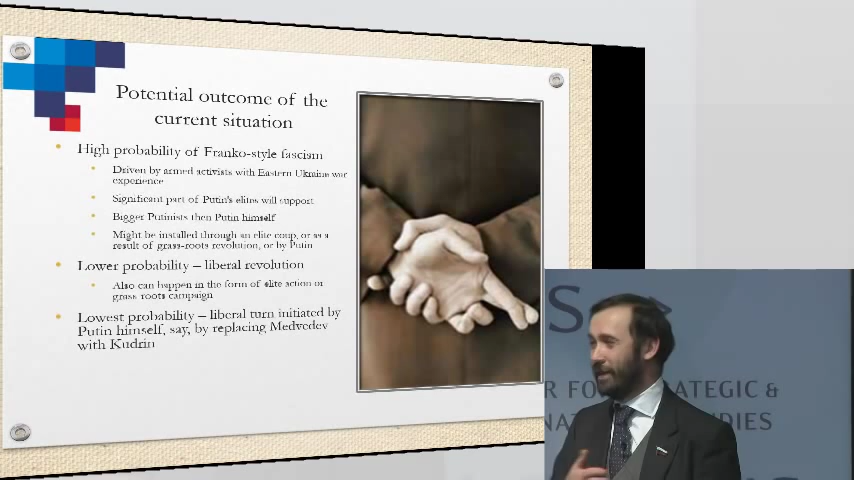 Potential outcome of the
current situation
• High probability of Franko-style fascism
• Driven by armed activists with Eastern Ukraine war
experience
• Significant part of Putin's elites will support
• Bigger Putinists then Putin himself
• Might be installed through an elite coup, or as a
result of grass-roots revolution, or by Putin
• Lower probability – liberal revolution
• Also can happen in the form of elite action or
grass roots campaign
• Lowest probability – liberal turn initiated by
Putin himself, say, by replacing Medvedev
with Kudrin
S
R FO ATEGIC &
NA DIES